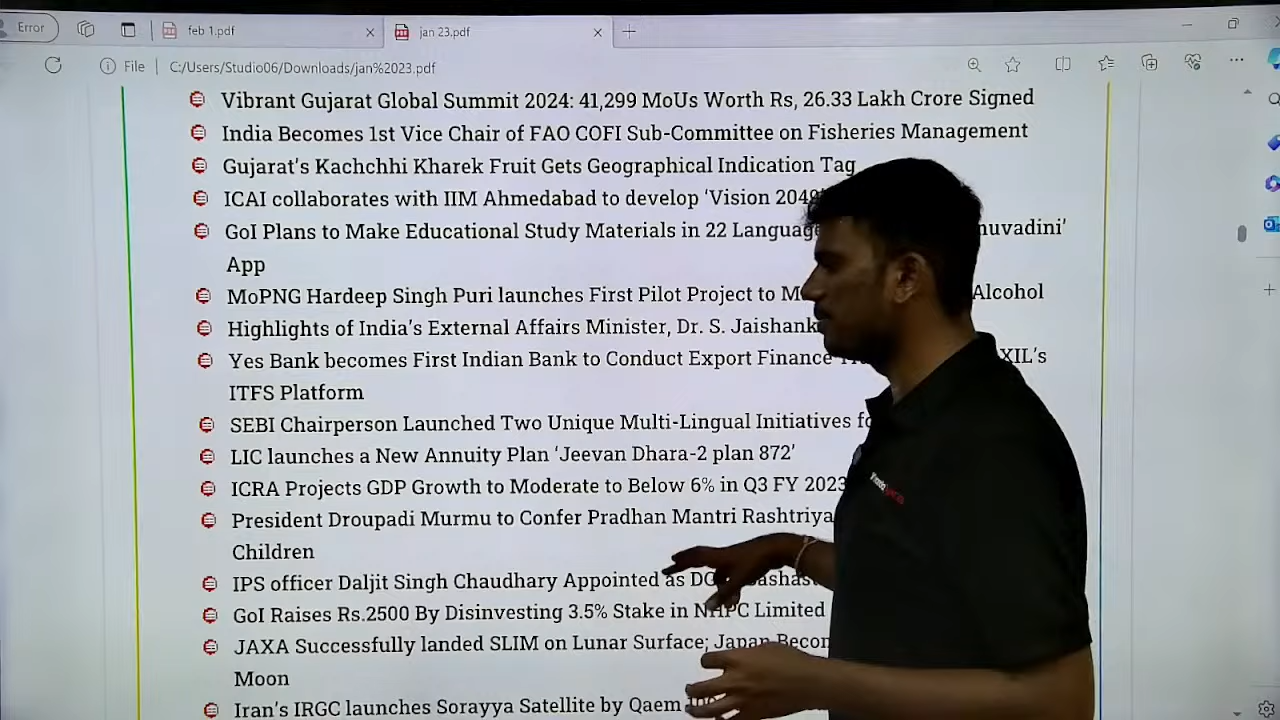 Error
feb 1.pdf
jan 23.pdf
File
C:/Users/Studio06/Downloads/jan%2023.pdf
Vibrant Gujarat Global Summit 2024: 41,299 MoUs Worth Rs, 26.33 Lakh Crore Signed
India Becomes 1st Vice Chair of FAO COFI Sub-Committee on Fisheries Management
Gujarat's Kachchhi Kharek Fruit Gets Geographical Indication Tag
ICAI collaborates with IIM Ahmedabad to develop 'Vision
GoI Plans to Make Educational Study Materials in 22
App
MoPNG Hardeep Singh Puri launches First Pilot Project to Alcohol
Highlights of India's External Affairs Minister, Dr. S.
Yes Bank becomes First Indian Bank to Conduct Export Finance
ITFS Platform
SEBI Chairperson Launched Two Unique Multi-Lingual Initiatives
LIC launches a New Annuity Plan 'Jeevan Dhara-2 plan 872'
ICRA Projects GDP Growth to Moderate to Below 6% in Q3 FY
President Droupadi Murmu to Confer Pradhan Mantri Rashtriya
Children
IPS officer Daljit Singh Chaudhary Appointed as
GoI Raises Rs.2500 By Disinvesting 3.5% Stake in NHPC Limited
JAXA Successfully landed SLIM on Lunar Surface; Japan
Moon
Iran's IRGC launches Sorayya Satellite by Qaem